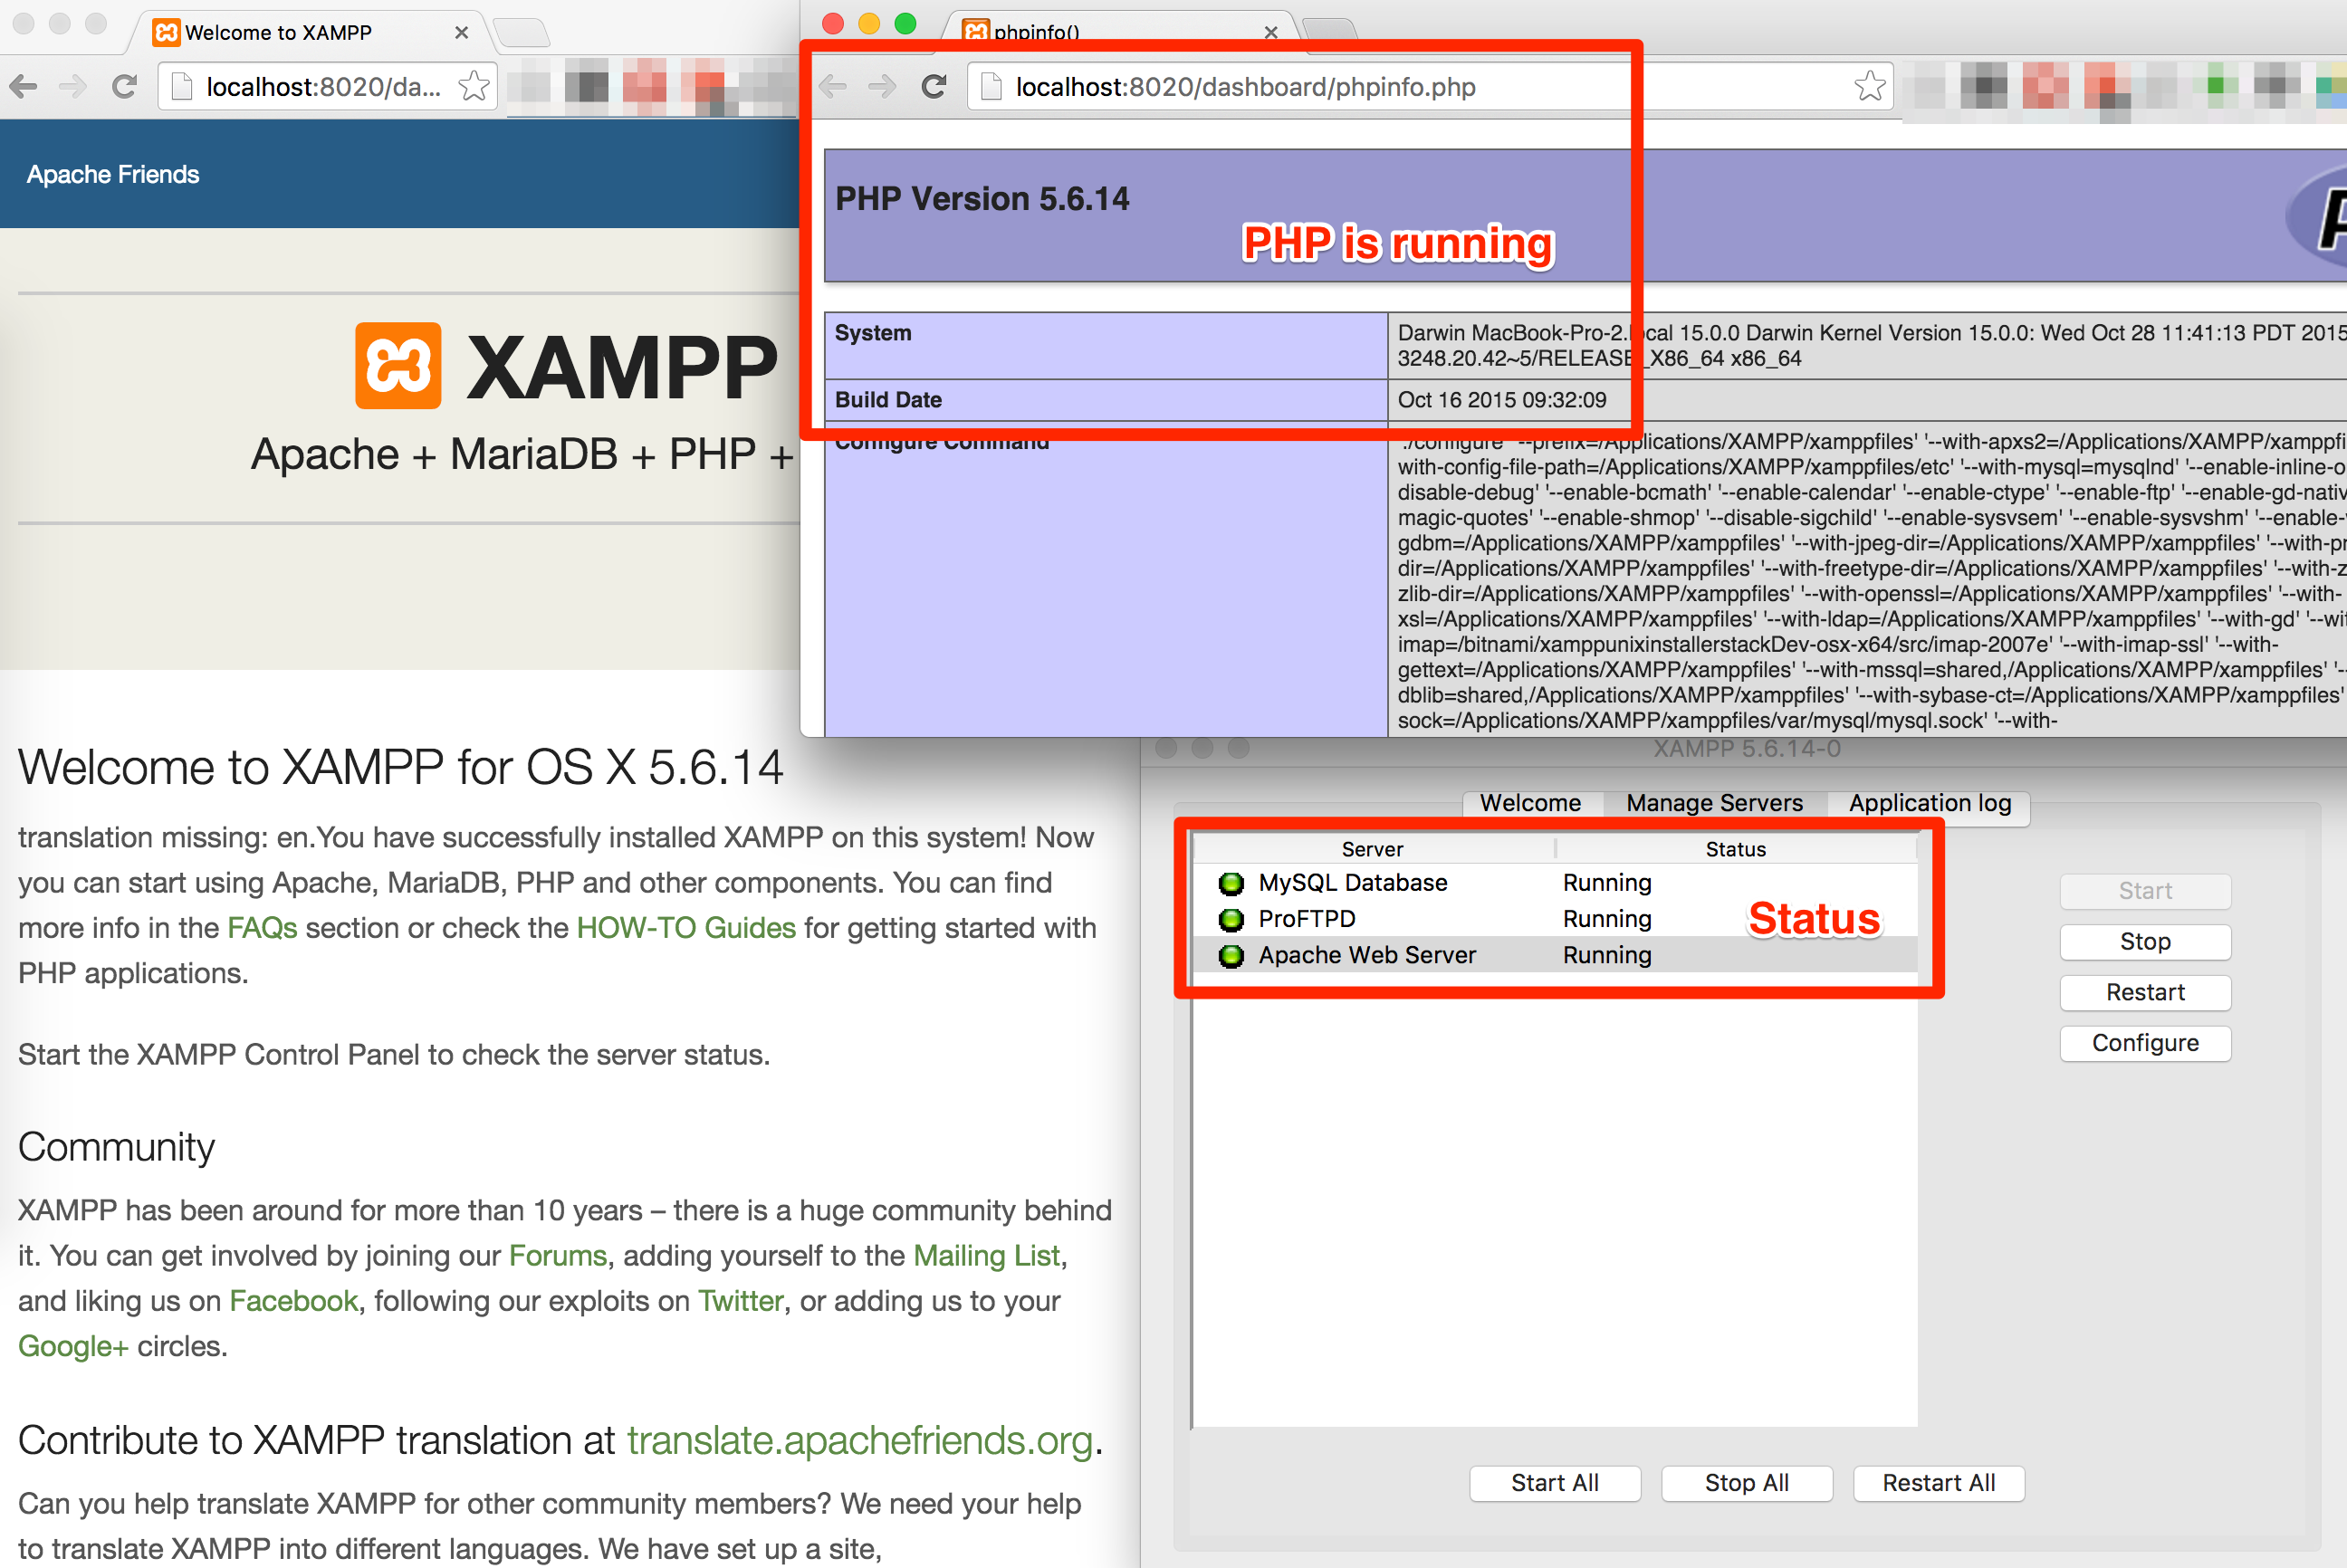 Welcome to XAMPP
localhost:8020/da...
Apache Friends
XAMPP
Apache + MariaDB + PHP +
Welcome to XAMPP for OS X 5.6.14
translation missing: en.You have successfully installed XAMPP on this system! Now
you can start using Apache, MariaDB, PHP and other components. You can find
more info in the FAQs section or check the HOW-TO Guides for getting started with
PHP applications.
Start the XAMPP Control Panel to check the server status.
Community
XAMPP has been around for more than 10 years – there is a huge community behind
it. You can get involved by joining our Forums, adding yourself to the Mailing List,
and liking us on Facebook, following our exploits on Twitter, or adding us to your
Google+ circles.
Contribute to XAMPP translation at translate.apachefriends.org.
Can you help translate XAMPP for other community members? We need your help
to translate XAMPP into different languages. We have set up a site,
phpinfo()
localhost:8020/dashboard/phpinfo.php
PHP Version 5.6.14
PHP is running
System
Darwin MacBook-Pro-2.local 15.0.0 Darwin Kernel Version 15.0.0: Wed Oct 28 11:41:13 PDT 2015
3248.20.42~5/RELEASE_X86_64 x86_64
Build Date
Oct 16 2015 09:32:09
Configure Command
'./configure' '--prefix=/Applications/XAMPP/xamppfiles' '--with-apxs2=/Applications/XAMPP/xamppfi
with-config-file-path=/Applications/XAMPP/xamppfiles/etc' '--with-mysql=mysqlnd' '--enable-inline-o
disable-debug' '--enable-bcmath' '--enable-calendar' '--enable-ctype' '--enable-ftp' '--enable-gd-nativ
magic-quotes' '--enable-shmop' '--disable-sigchild' '--enable-sysvsem' '--enable-sysvshm' '--enable-
gdbm=/Applications/XAMPP/xamppfiles' '--with-jpeg-dir=/Applications/XAMPP/xamppfiles' '--with-p
dir=/Applications/XAMPP/xamppfiles' '--with-freetype-dir=/Applications/XAMPP/xamppfiles' '--with-z
zlib-dir=/Applications/XAMPP/xamppfiles' '--with-openssl=/Applications/XAMPP/xamppfiles' '--with-
xsl=/Applications/XAMPP/xamppfiles' '--with-ldap=/Applications/XAMPP/xamppfiles' '--with-gd' '--wi
imap=/bitnami/xamppunixinstallerstackDev-osx-x64/src/imap-2007e' '--with-imap-ssl' '--with-
gettext=/Applications/XAMPP/xamppfiles' '--with-mssql=shared,/Applications/XAMPP/xamppfiles' '--
dblib=shared,/Applications/XAMPP/xamppfiles' '--with-sybase-ct=/Applications/XAMPP/xamppfiles'
sock=/Applications/XAMPP/xamppfiles/var/mysql/mysql.sock' '--with-
XAMPP 5.6.14-0
Welcome Manage Servers Application log
Server Status
MySQL Database Running
ProFTPD Running
Status
Apache Web Server Running
Start
Stop
Restart
Configure
Start All Stop All Restart All